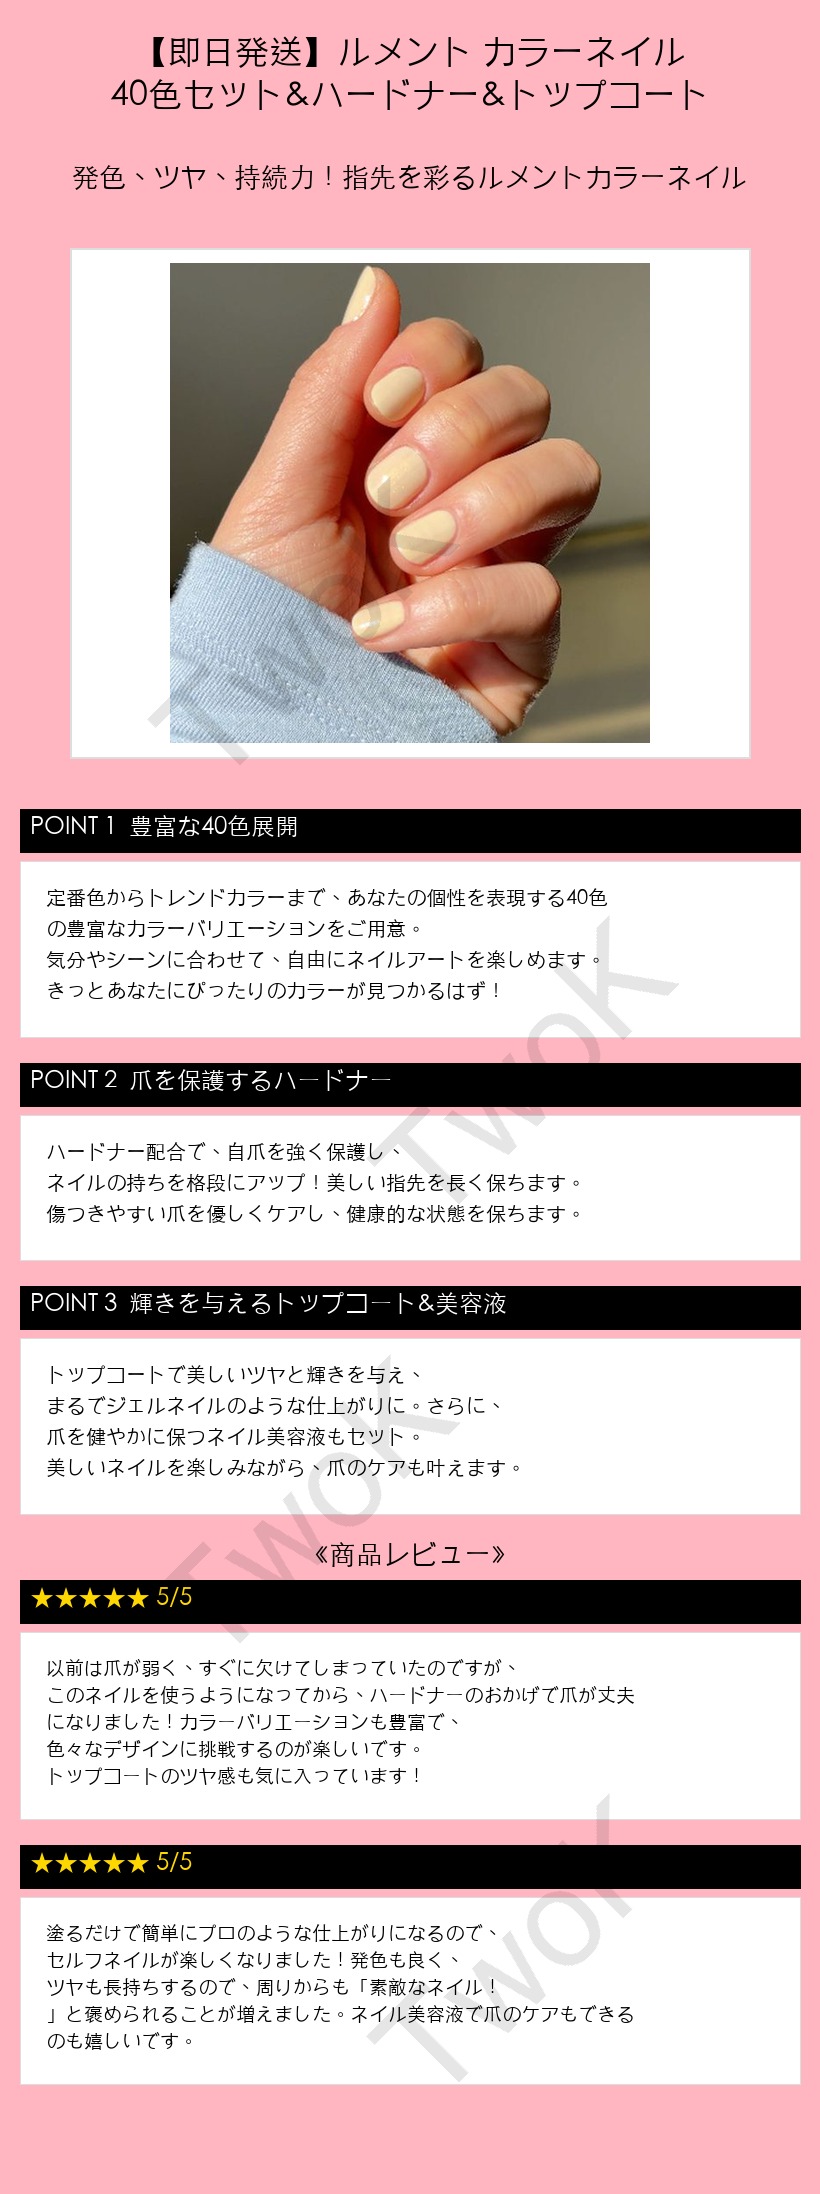 【即日発送】ルメント カラーネイル
40色セット&ハードナー&トップコート
発色、ツヤ、持続力！指先を彩るルメントカラーネイル
TwoK
POINT 1 豊富な40色展開
定番色からトレンドカラーまで、あなたの個性を表現する40色
の豊富なカラーバリエーションをご用意。
気分やシーンに合わせて、自由にネイルアートを楽しめます。
きっとあなたにぴったりのカラーが見つかるはず！
TwoK
POINT 2 爪を保護するハードナー
ハードナー配合で、自爪を強く保護し、
ネイルの持ちを格段にアップ！美しい指先を長く保ちます。
傷つきやすい爪を優しくケアし、健康的な状態を保ちます。
POINT 3 輝きを与えるトップコート&美容液
トップコートで美しいツヤと輝きを与え、
まるでジェルネイルのような仕上がりに。さらに、
爪を健やかに保つネイル美容液もセット。
美しいネイルを楽しみながら、爪のケアも叶えます。
TwoK
《商品レビュー》
★★★★★ 5/5
以前は爪が弱く、すぐに欠けてしまっていたのですが、
このネイルを使うようになってから、ハードナーのおかげで爪が丈夫
になりました！カラーバリエーションも豊富で、
色々なデザインに挑戦するのが楽しいです。
トップコートのツヤ感も気に入っています！
★★★★★ 5/5
塗るだけで簡単にプロのような仕上がりになるので、
セルフネイルが楽しくなりました！発色も良く、
ツヤも長持ちするので、周りからも「素敵なネイル！
」と褒められることが増えました。ネイル美容液で爪のケアもできる
のも嬉しいです。
TwoK